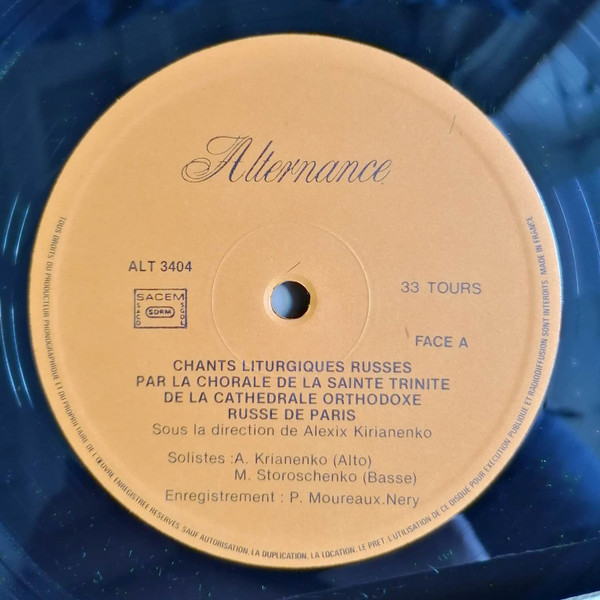 Alternance
ALT 3404
33 TOURS
SACEM
SDRM
FACE A
CHANTS LITURGIQUES RUSSES
PAR LA CHORALE DE LA SAINTE TRINITE
DE LA CATHEDRALE ORTHODOXE
RUSSE DE PARIS
Sous la direction de Alexix Kirianenko
Solistes : A. Krianenko (Alto)
M. Storoschenko (Basse)
Enregistrement : P. Moureaux.Nery
TOUS DROITS DU PRODUCTEUR PHONOGRAPHIQUE ET DU PROPRIETAIRE DE L'ŒUVRE ENREGISTREE RESERVES SAUF AUTORISATION, LA DUPLICATION, LA LOCATION, LE PRET, L'UTILISATION DE CE DISQUE POUR EXECUTION PUBLIQUE ET RADIODIFFUSION SONT INTERDITS MADE IN FRANCE